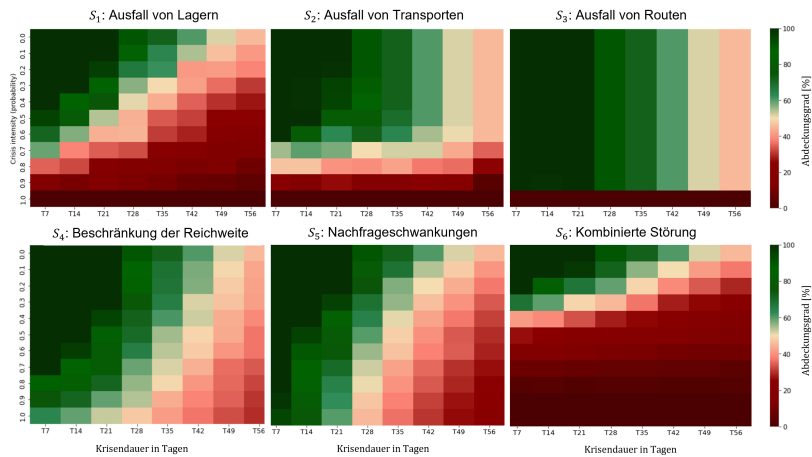 S₁: Ausfall von Lagern
S₂: Ausfall von Transporten
S₃: Ausfall von Routen
Crisis intensity (probability)
0.0
0.1
0.2
0.3
0.4
0.5
0.6
0.7
0.8
0.9
1.0
T7 T14 T21 T28 T35 T42 T49 T56
T7 T14 T21 T28 T35 T42 T49 T56
T7 T14 T21 T28 T35 T42 T49 T56
100
80
60
40
20
0
Abdeckungsgrad [%]
S₄: Beschränkung der Reichweite
S₅: Nachfrageschwankungen
S₆: Kombinierte Störung
0.0
0.1
0.2
0.3
0.4
0.5
0.6
0.7
0.8
0.9
1.0
T7 T14 T21 T28 T35 T42 T49 T56
T7 T14 T21 T28 T35 T42 T49 T56
T7 T14 T21 T28 T35 T42 T49 T56
100
80
60
40
20
0
Abdeckungsgrad [%]
Krisendauer in Tagen
Krisendauer in Tagen
Krisendauer in Tagen